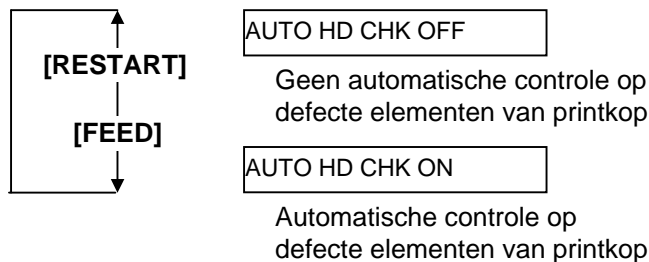 AUTO HD CHK OFF
[RESTART]
Geen automatische controle op
defecte elementen van printkop
[FEED]
AUTO HD CHK ON
Automatische controle op
defecte elementen van printkop